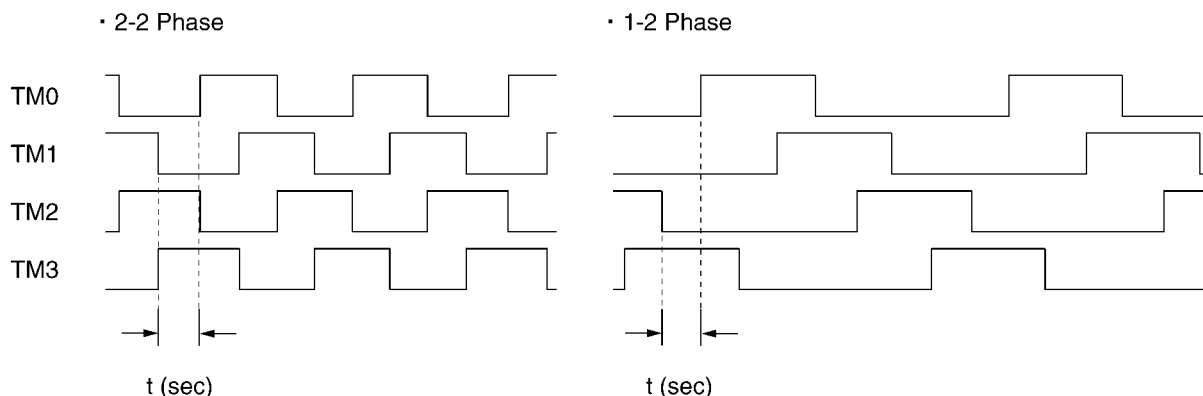 · 2-2 Phase
· 1-2 Phase
TM0
TM1
TM2
TM3
t (sec)
t (sec)